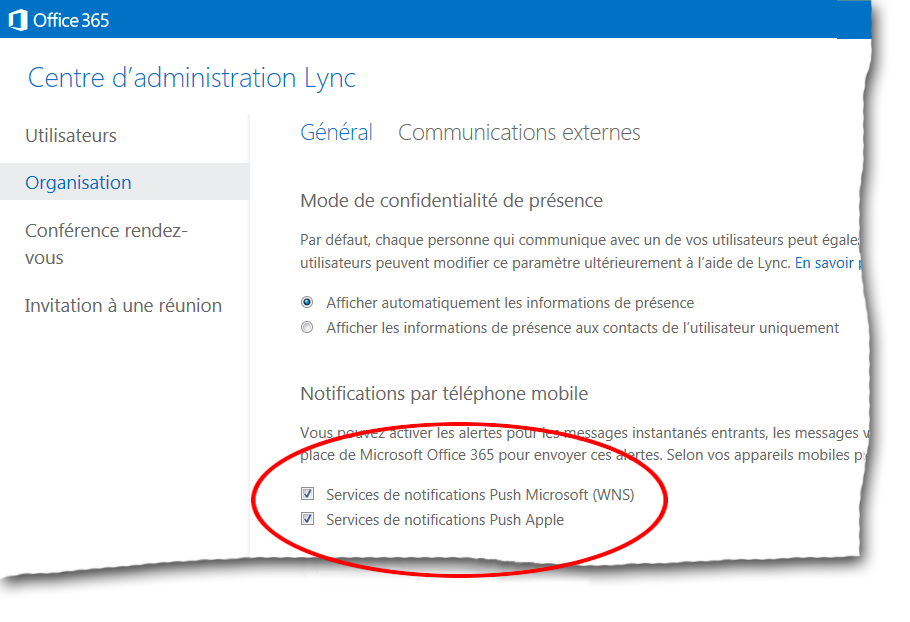 Office 365
Centre d’administration Lync
Utilisateurs
Organisation
Conférence rendez-
vous
Invitation à une réunion
Général Communications externes
Mode de confidentialité de présence
Par défaut, chaque personne qui communique avec un de vos utilisateurs peut
utilisateurs peuvent modifier ce paramètre ultérieurement à l’aide de Lync. En savoir
Afficher automatiquement les informations de présence
Afficher les informations de présence aux contacts de l’utilisateur uniquement
Notifications par téléphone mobile
Vous pouvez activer les alertes pour les messages instantanés entrants, les messages
place de Microsoft Office 365 pour envoyer ces alertes. Selon vos appareils mobiles
Services de notifications Push Microsoft (WNS)
Services de notifications Push Apple